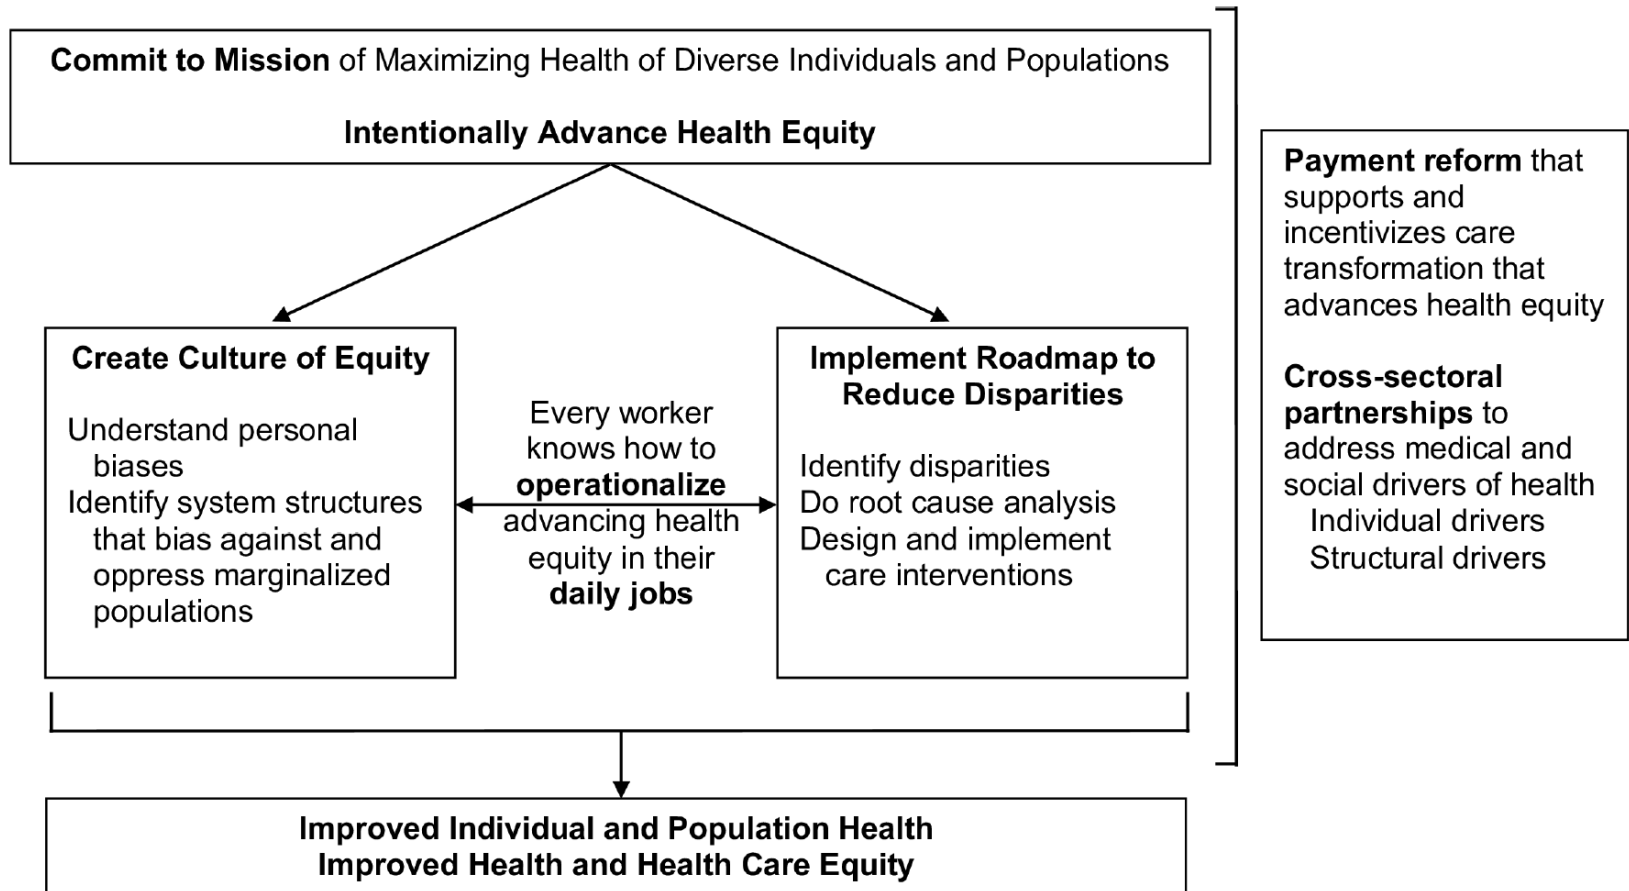 Commit to Mission of Maximizing Health of Diverse Individuals and Populations
Intentionally Advance Health Equity
Create Culture of Equity
Understand personal
biases
Identify system structures
that bias against and
oppress marginalized
populations
Every worker
knows how to
operationalize
advancing health
equity in their
daily jobs
Implement Roadmap to
Reduce Disparities
Identify disparities
Do root cause analysis
Design and implement
care interventions
Payment reform that
supports and
incentivizes care
transformation that
advances health equity
Cross-sectoral
partnerships to
address medical and
social drivers of health
Individual drivers
Structural drivers
Improved Individual and Population Health
Improved Health and Health Care Equity